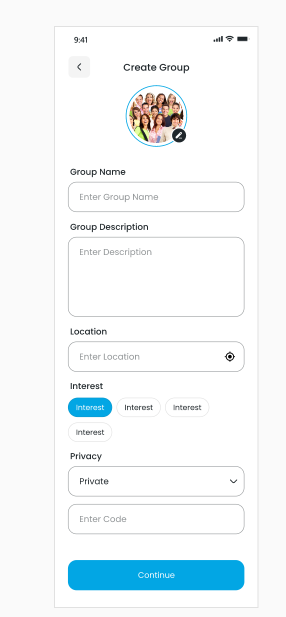 9:41
Create Group
Group Name
Enter Group Name
Group Description
Enter Description
Location
Enter Location
Interest
Interest Interest Interest
Interest
Privacy
Private
Enter Code
Continue